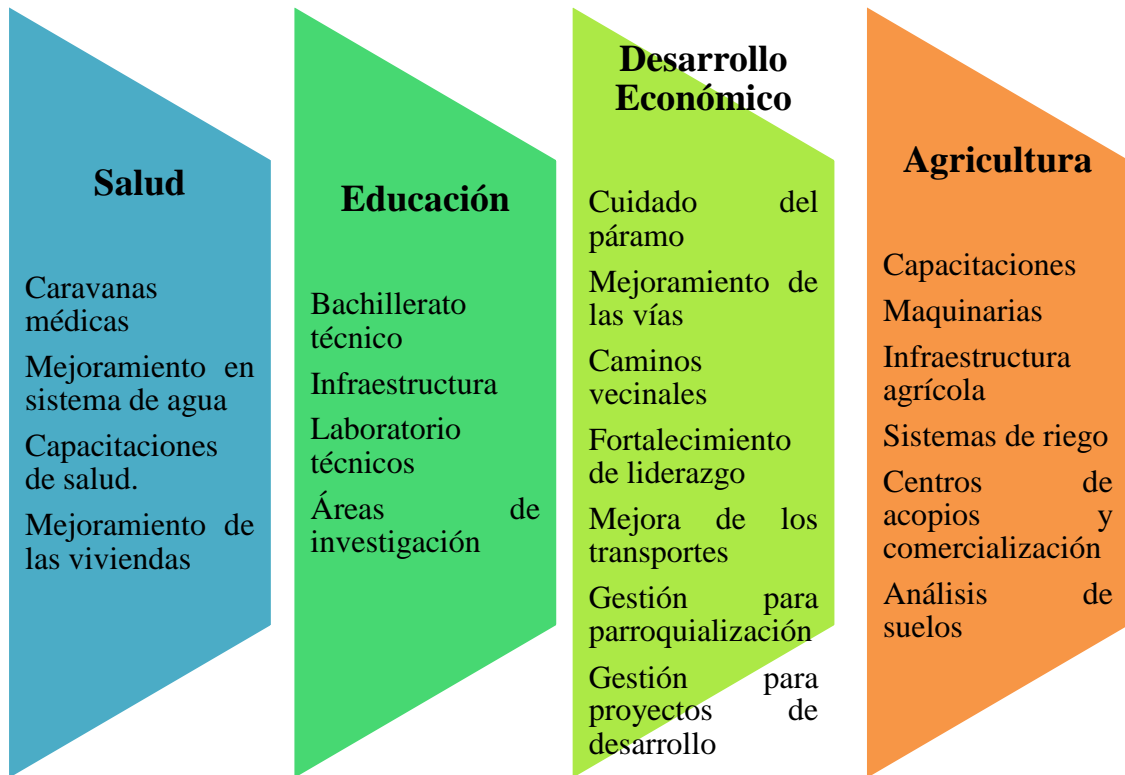 Salud
Caravanas
médicas
Mejoramiento en
sistema de agua
Capacitaciones
de salud.
Mejoramiento de
las viviendas
Educación
Bachillerato
técnico
Infraestructura
Laboratorio
técnicos
Áreas de
investigación
Desarrollo
Económico
Cuidado del
páramo
Mejoramiento de
las vías
Caminos
vecinales
Fortalecimiento
de liderazgo
Mejora de los
transportes
Gestión para
parroquialización
Gestión para
proyectos de
desarrollo
Agricultura
Capacitaciones
Maquinarias
Infraestructura
agrícola
Sistemas de riego
Centros de
acopios y
comercialización
Análisis de
suelos